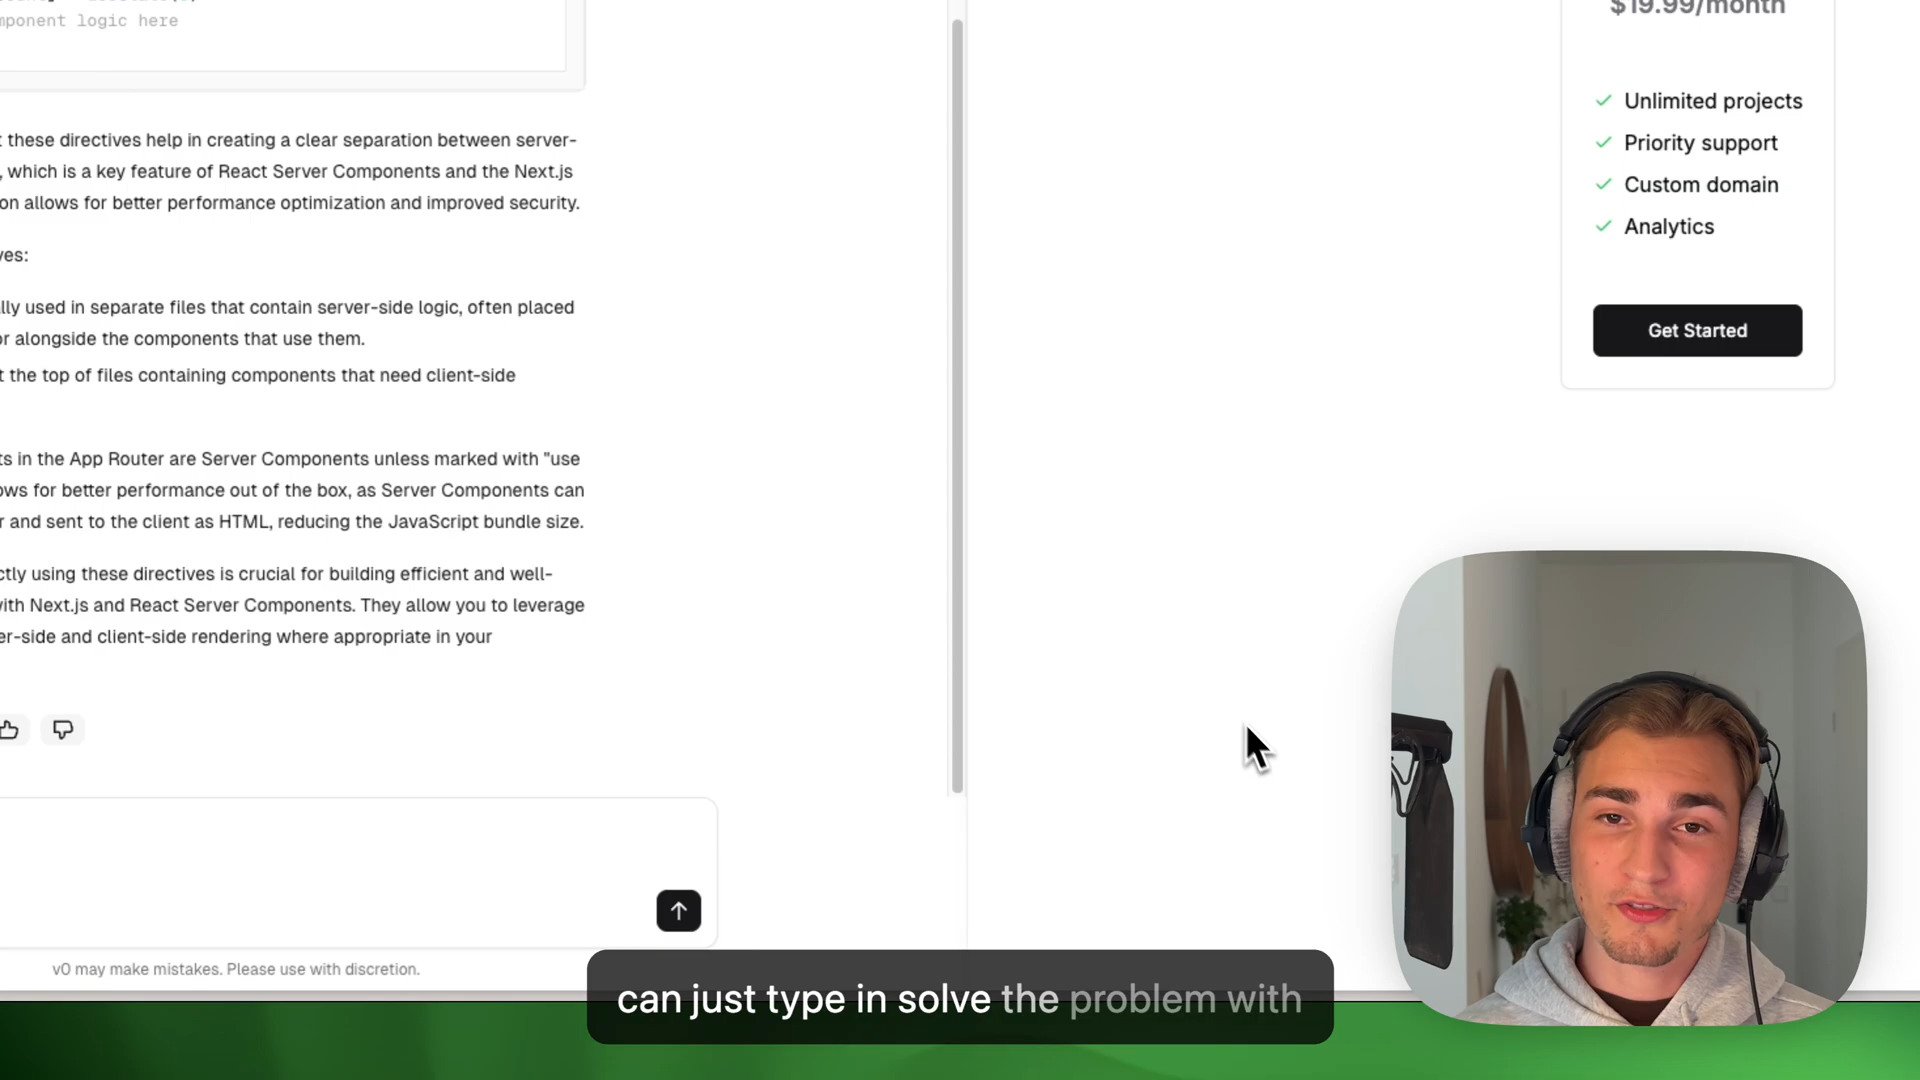 mponent logic here
these directives help in creating a clear separation between server-
, which is a key feature of React Server Components and the Next.js
on allows for better performance optimization and improved security.
ves:
lly used in separate files that contain server-side logic, often placed
or alongside the components that use them.
t the top of files containing components that need client-side
ts in the App Router are Server Components unless marked with "use
ows for better performance out of the box, as Server Components can
r and sent to the client as HTML, reducing the JavaScript bundle size.
ctly using these directives is crucial for building efficient and well-
with Next.js and React Server Components. They allow you to leverage
er-side and client-side rendering where appropriate in your
v0 may make mistakes. Please use with discretion.
$19.99/month
Unlimited projects
Priority support
Custom domain
Analytics
Get Started
can just type in solve the problem with